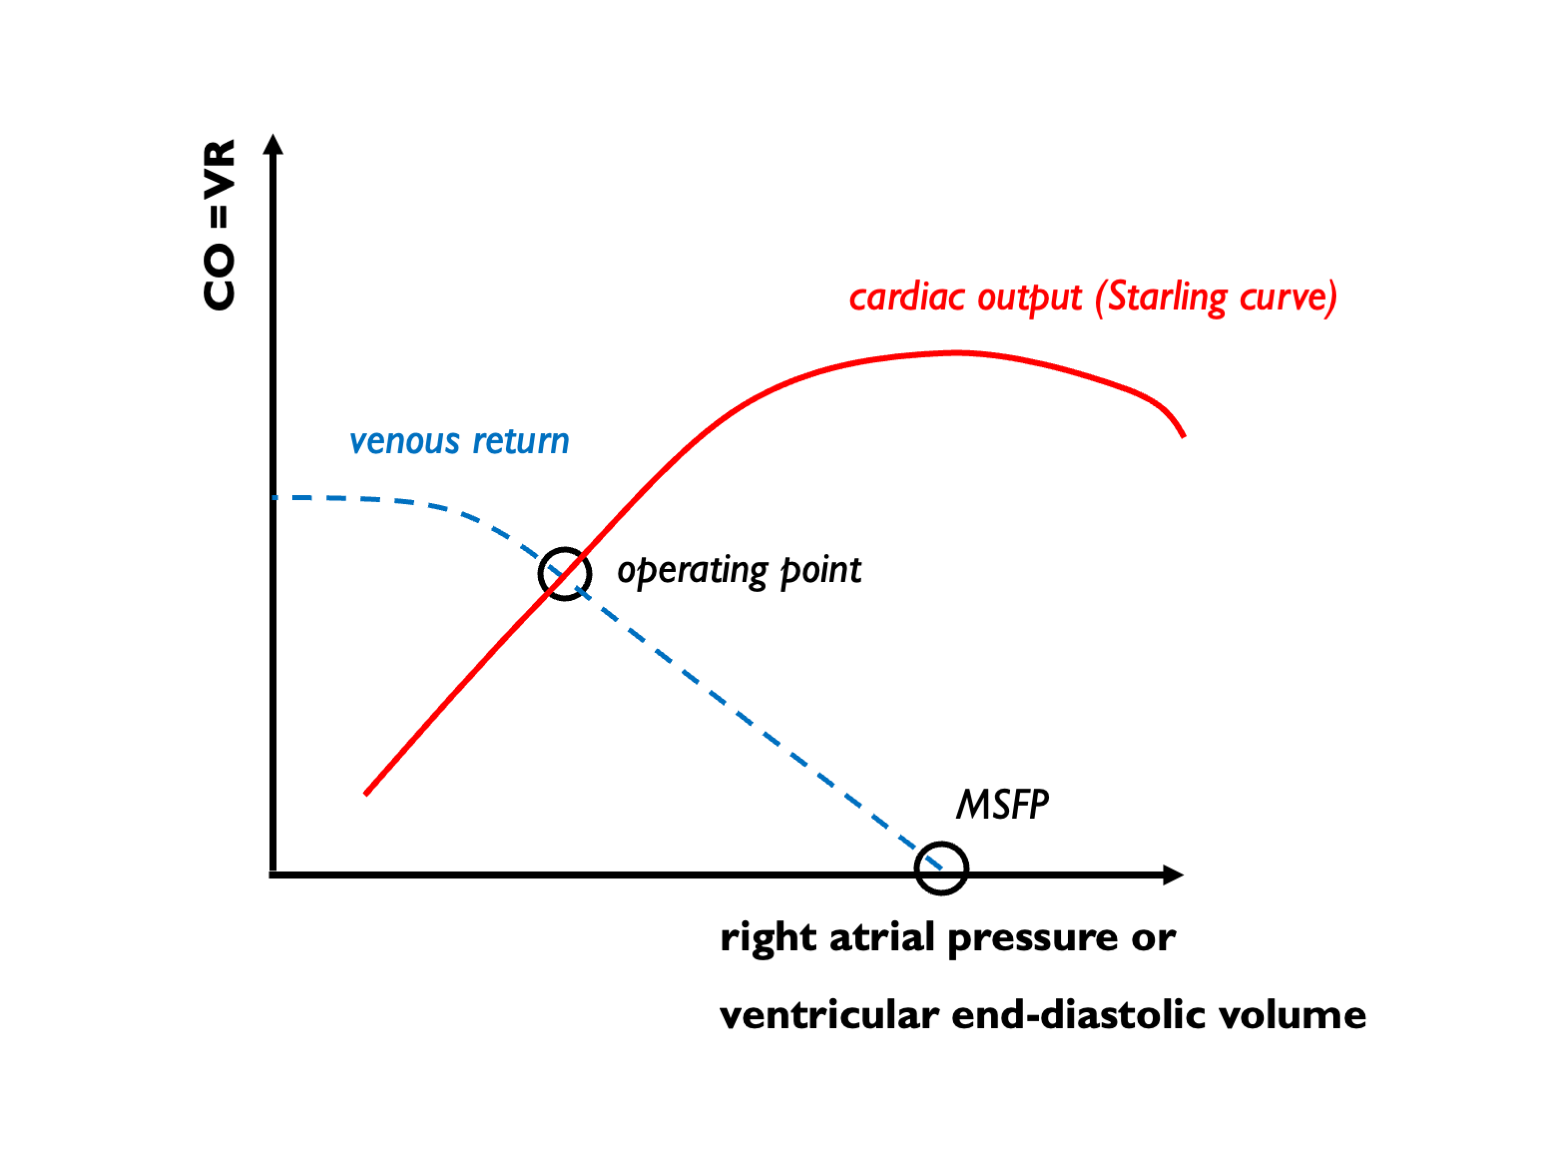 CO = VR
cardiac output (Starling curve)
venous return
operating point
MSFP
right atrial pressure or
ventricular end-diastolic volume